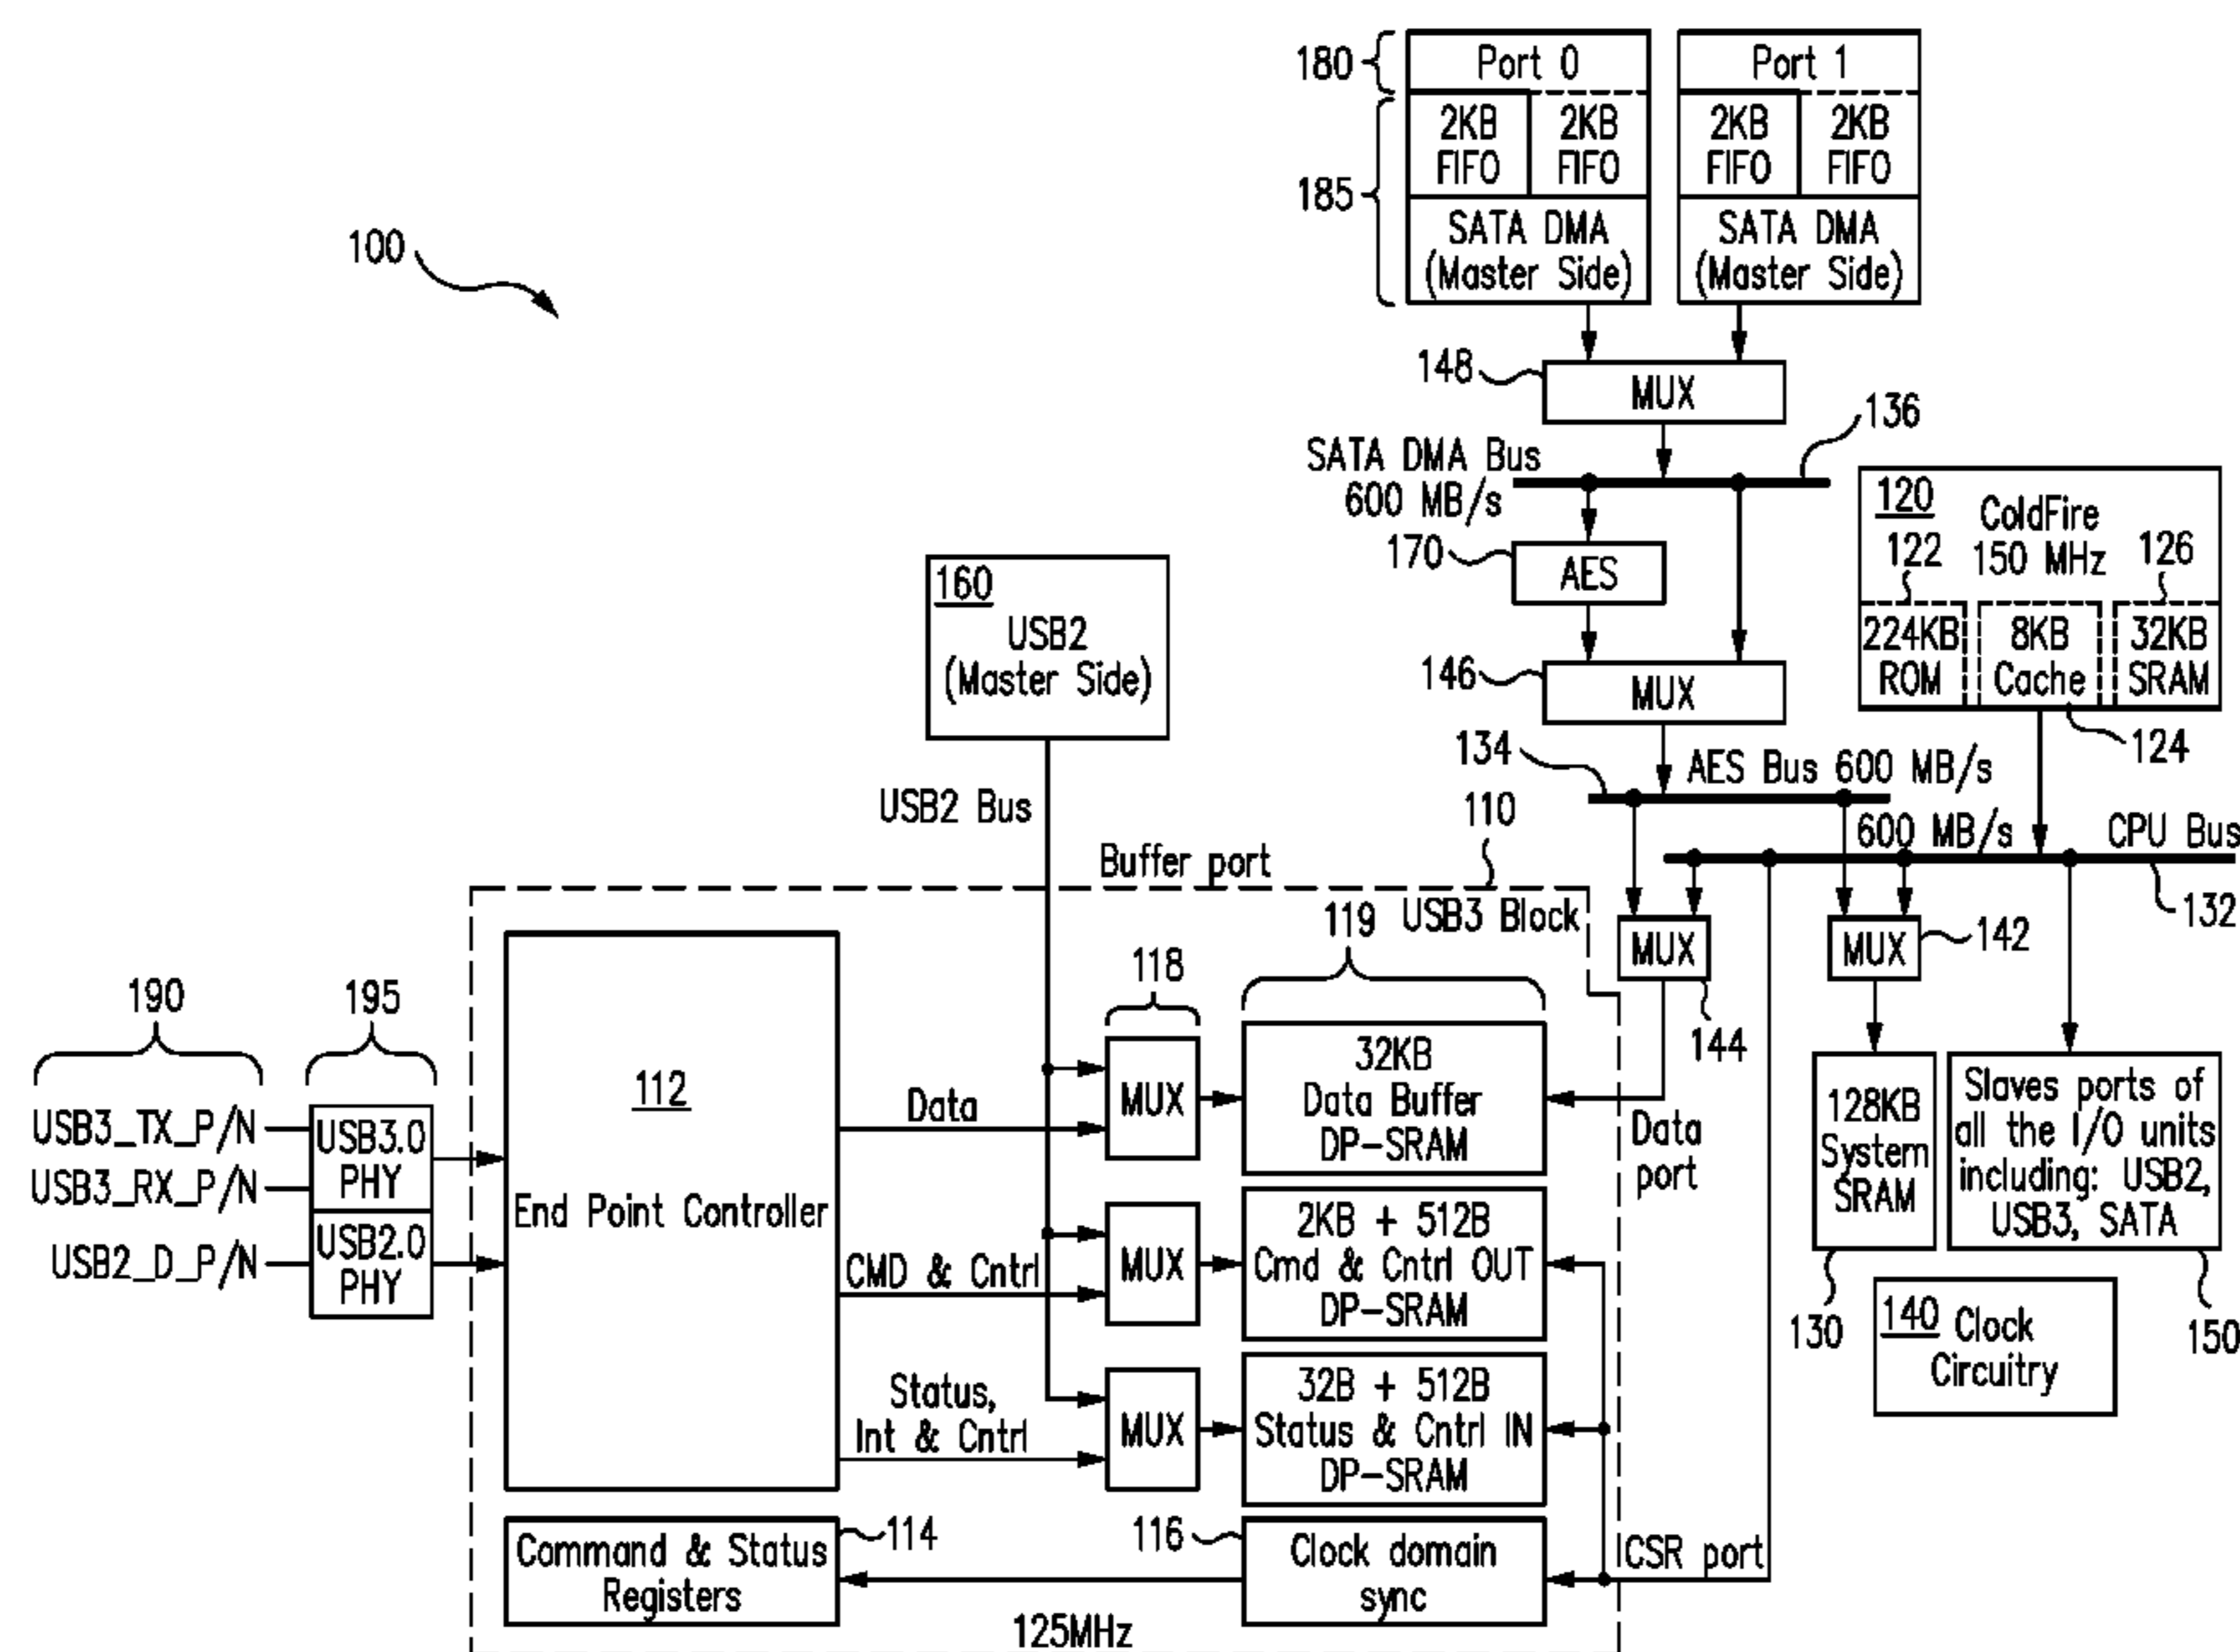 180
Port 0
Port 1
2KB
FIFO
2KB
FIFO
2KB
FIFO
2KB
FIFO
185
SATA DMA
(Master Side)
SATA DMA
(Master Side)
100
148
MUX
136
SATA DMA Bus
600 MB/s
170
AES
120
ColdFire
150 MHz
122
126
224KB
ROM
8KB
Cache
32KB
SRAM
124
160
USB2
(Master Side)
146
MUX
134
AES Bus 600 MB/s
USB2 Bus
110
600 MB/s
CPU Bus
132
Buffer port
USB3 Block
119
MUX
144
MUX
142
118
190
195
USB3_TX_P/N
USB3_RX_P/N
USB2_D_P/N
USB3.0
PHY
USB2.0
PHY
112
End Point Controller
Data
MUX
32KB
Data Buffer
DP-SRAM
Data
port
128KB
System
SRAM
130
Slaves ports of
all the I/O units
including: USB2,
USB3, SATA
150
CMD & Cntrl
MUX
2KB + 512B
Cmd & Cntrl OUT
DP-SRAM
140 Clock
Circuitry
Status,
Int & Cntrl
MUX
32B + 512B
Status & Cntrl IN
DP-SRAM
Command & Status
Registers
114
116
Clock domain
sync
CSR port
125MHz